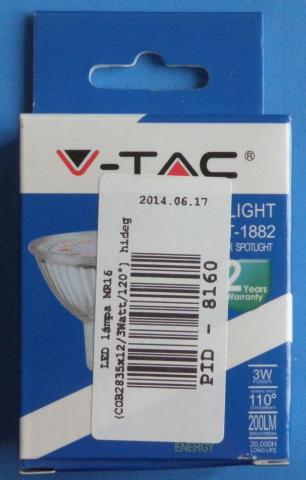 V-TAC®
2014.06.17
LIGHT
T-1882
SPOTLIGHT
2
Years
Warranty
LED lámpa MR16
(COB2835x12/3Watt/120°) hideg
PID - 8160
3W
POWER
110°
200LM
20,000H
LONG LIFE
ENERGY